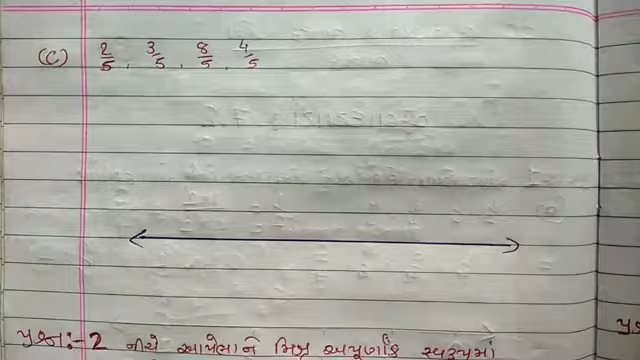 (C) 2/5, 3/5, 8/5, 4/5
પ્રશ્ન:-2 નીચે આપેલાને મિશ્ર અપૂર્ણાંક સ્વરૂપમાં